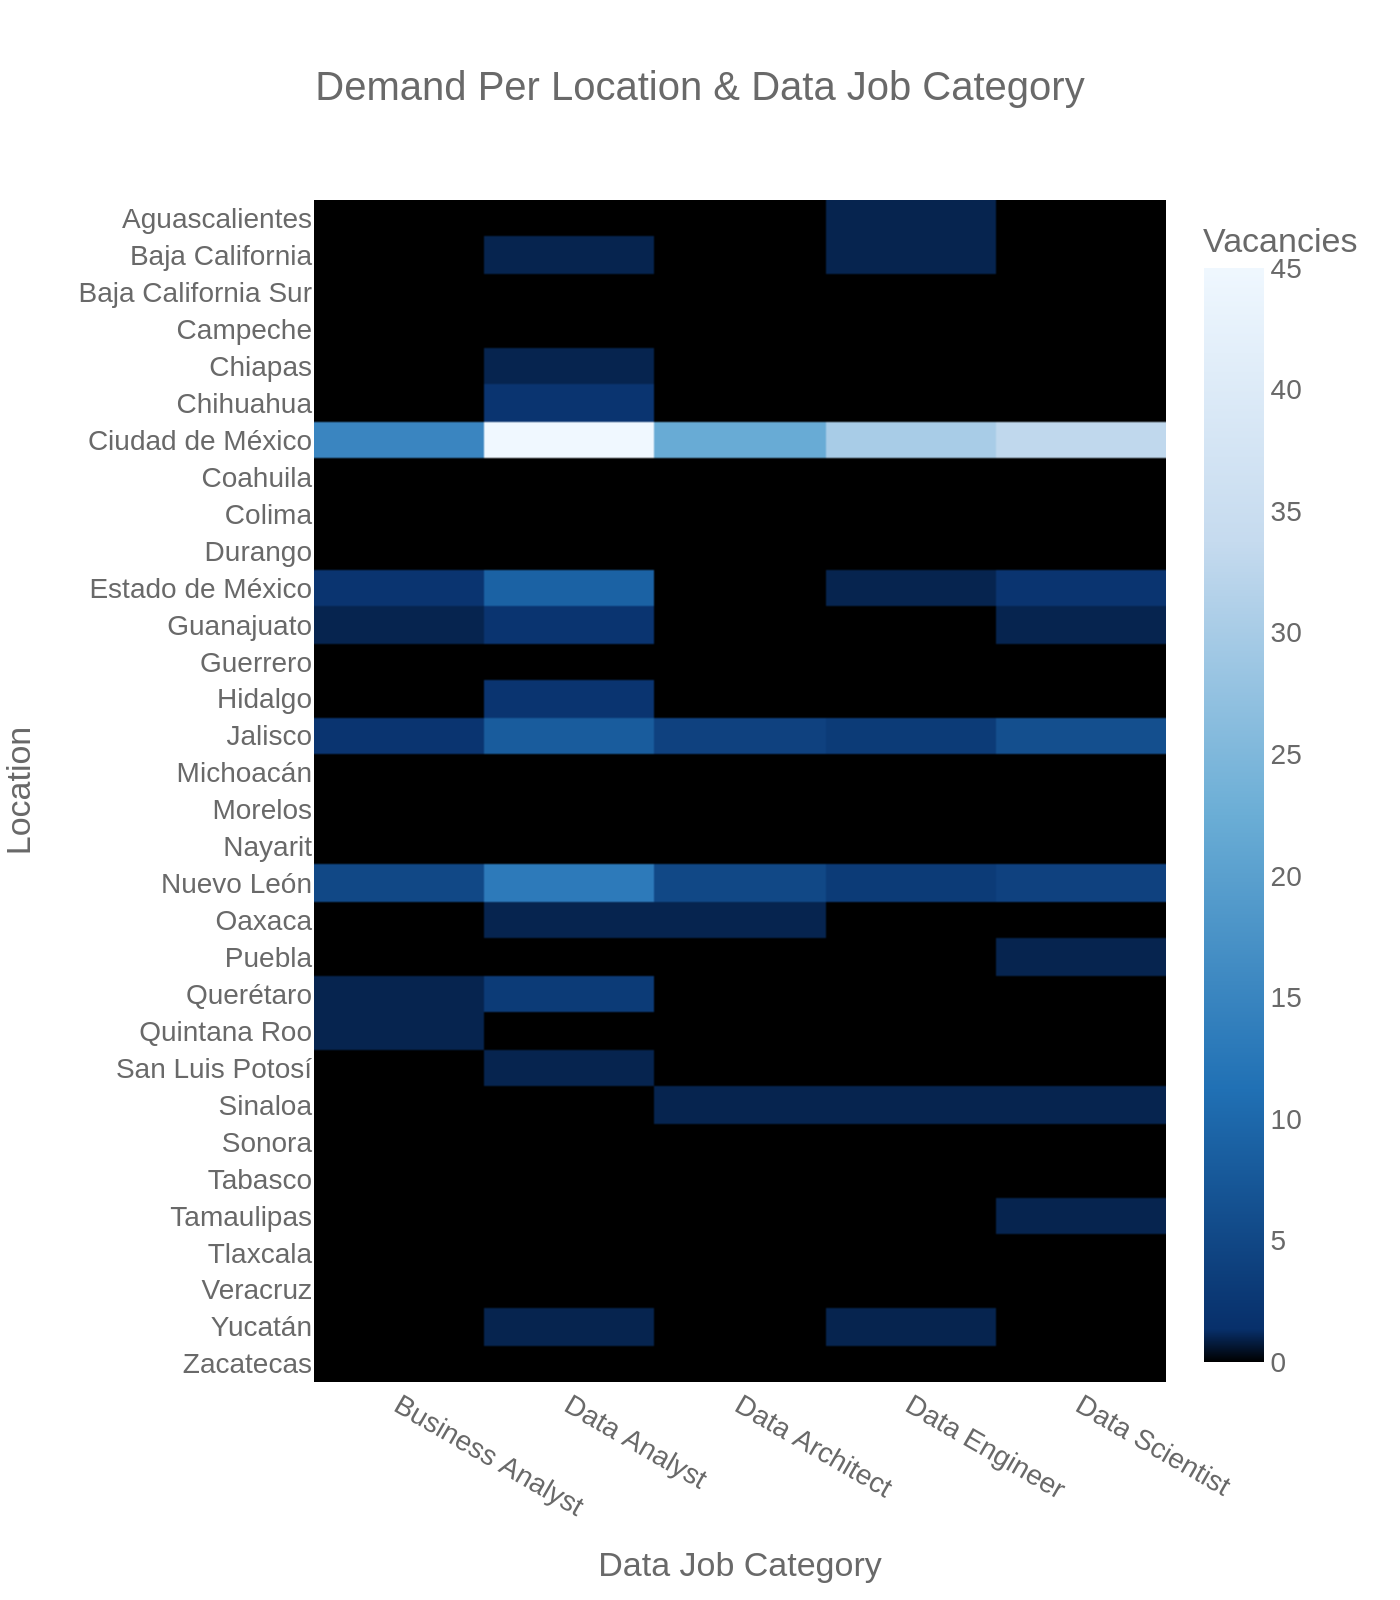 Demand Per Location & Data Job Category
Vacancies
45
40
35
30
25
20
15
10
5
0
Location
Aguascalientes
Baja California
Baja California Sur
Campeche
Chiapas
Chihuahua
Ciudad de México
Coahuila
Colima
Durango
Estado de México
Guanajuato
Guerrero
Hidalgo
Jalisco
Michoacán
Morelos
Nayarit
Nuevo León
Oaxaca
Puebla
Querétaro
Quintana Roo
San Luis Potosí
Sinaloa
Sonora
Tabasco
Tamaulipas
Tlaxcala
Veracruz
Yucatán
Zacatecas
Business Analyst
Data Analyst
Data Architect
Data Engineer
Data Scientist
Data Job Category